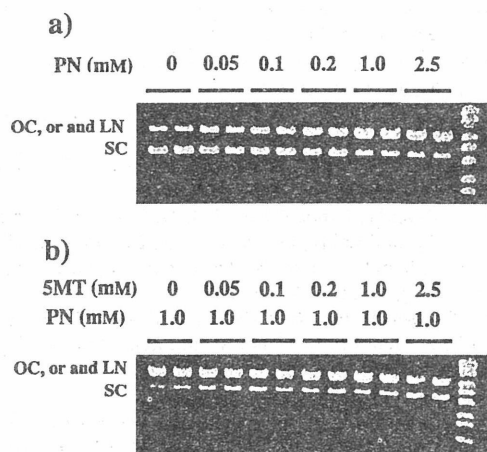 a)
PN (mM) 0 0.05 0.1 0.2 1.0 2.5
OC, or and LN
SC
b)
5MT (mM) 0 0.05 0.1 0.2 1.0 2.5
PN (mM) 1.0 1.0 1.0 1.0 1.0 1.0
OC, or and LN
SC